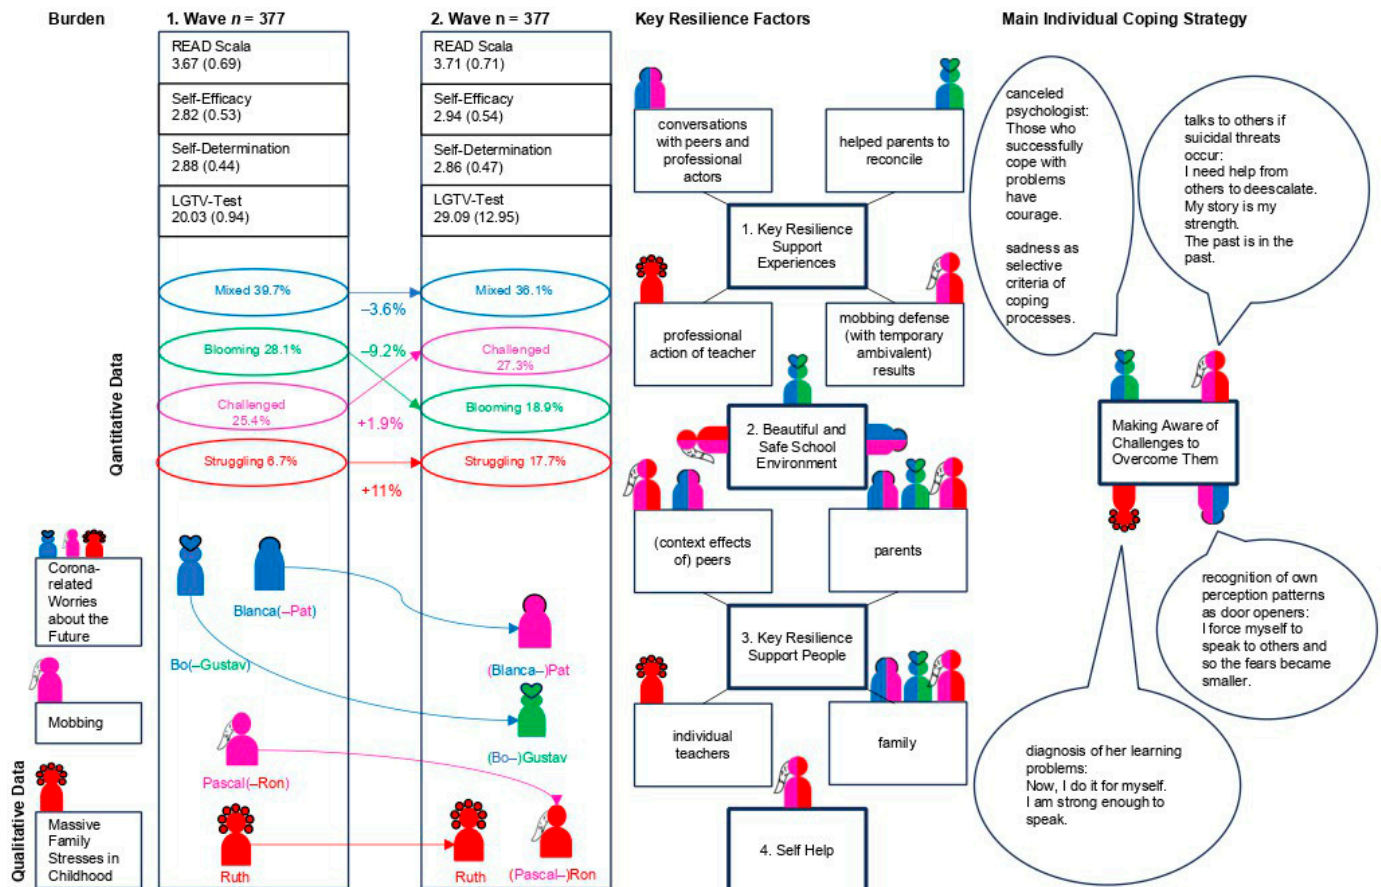 Burden
1. Wave n = 377
2. Wave n = 377
Key Resilience Factors
Main Individual Coping Strategy
READ Scala
3.67 (0.69)
Self-Efficacy
2.82 (0.53)
Self-Determination
2.88 (0.44)
LGTV-Test
20.03 (0.94)
READ Scala
3.71 (0.71)
Self-Efficacy
2.94 (0.54)
Self-Determination
2.86 (0.47)
LGTV-Test
29.09 (12.95)
Qantitative Data
Mixed 39.7%
Blooming 28.1%
Challenged
25.4%
Struggling 6.7%
–3.6%
–9.2%
+1.9%
+11%
Mixed 36.1%
Challenged
27.3%
Blooming 18.9%
Struggling 17.7%
Qualitative Data
Corona-
related
Worries
about the
Future
Mobbing
Massive
Family
Stresses in
Childhood
Blanca(–Pat)
Bo(–Gustav)
Pascal(–Ron)
Ruth
(Blanca–)Pat
(Bo–)Gustav
Ruth
(Pascal–)Ron
conversations
with peers and
professional
actors
helped parents to
reconcile
1. Key Resilience
Support
Experiences
professional
action of teacher
mobbing defense
(with temporary
ambivalent)
results
2. Beautiful and
Safe School
Environment
(context effects
of) peers
parents
3. Key Resilience
Support People
individual
teachers
family
4. Self Help
canceled
psychologist:
Those who
successfully
cope with
problems
have
courage.
sadness as
selective
criteria of
coping
processes.
talks to others if
suicidal threats
occur:
I need help from
others to deescalate.
My story is my
strength.
The past is in the
past.
Making Aware of
Challenges to
Overcome Them
recognition of own
perception patterns
as door openers:
I force myself to
speak to others and
so the fears became
smaller.
diagnosis of her learning
problems:
Now, I do it for myself.
I am strong enough to
speak.